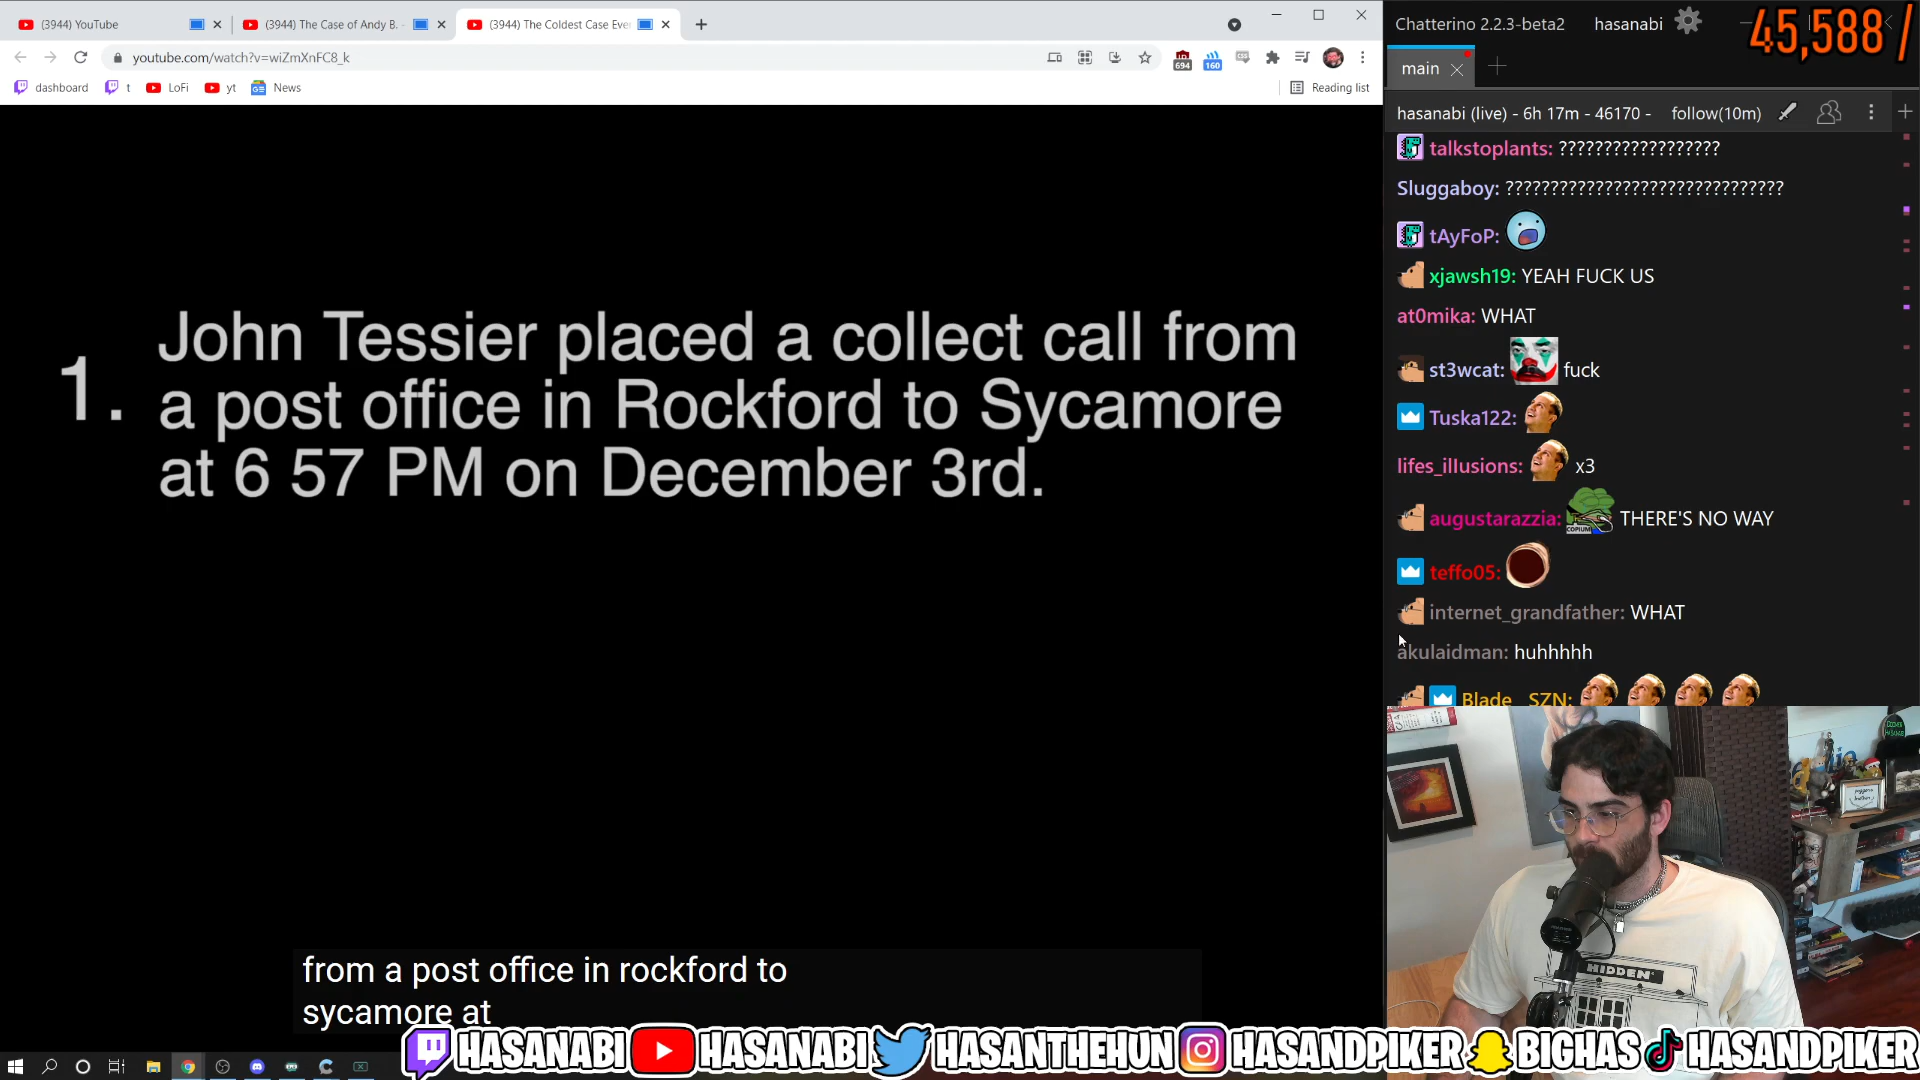 (3944) YouTube
(3944) The Case of Andy B.
(3944) The Coldest Case Ever
youtube.com/watch?v=wiZmXnFC8_k
694
160
dashboard
t
LoFi
yt
News
Reading list
1.
John Tessier placed a collect call from
a post office in Rockford to Sycamore
at 6 57 PM on December 3rd.
from a post office in rockford to
sycamore at
Chatterino 2.2.3-beta2
hasanabi
45,588 /
main
hasanabi (live) - 6h 17m - 46170 -
follow(10m)
talkstoplants: ??????????????????
Sluggaboy: ???????????????????????????????
tAyFoP:
xjawsh19: YEAH FUCK US
at0mika: WHAT
st3wcat: fuck
Tuska122:
lifes_illusions: x3
augustarazzia: THERE'S NO WAY
COPIUM
teffo05:
internet_grandfather: WHAT
akulaidman: huhhhhh
Blade_SZN:
HIDDEN
HASANABI
HASANABI
HASANTHEHUN
HASANDPIKER
BIGHAS
HASANDPIKER